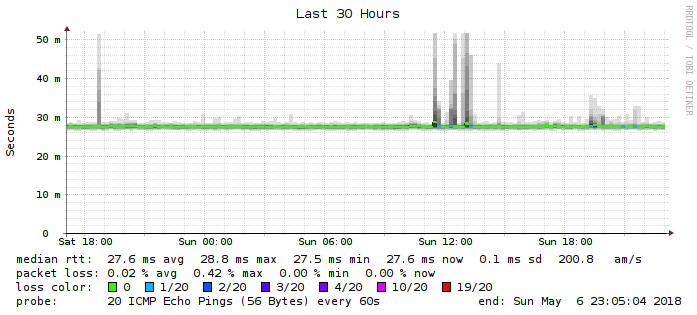 Last 30 Hours
RRDTOOL / TOBI OETIKER
Seconds
50 m
40 m
30 m
20 m
10 m
0
Sat 18:00 Sun 00:00 Sun 06:00 Sun 12:00 Sun 18:00
median rtt: 27.6 ms avg 28.8 ms max 27.5 ms min 27.6 ms now 0.1 ms sd 200.8 am/s
packet loss: 0.02 % avg 0.42 % max 0.00 % min 0.00 % now
loss color: 0 1/20 2/20 3/20 4/20 10/20 19/20
probe: 20 ICMP Echo Pings (56 Bytes) every 60s end: Sun May 6 23:05:04 2018